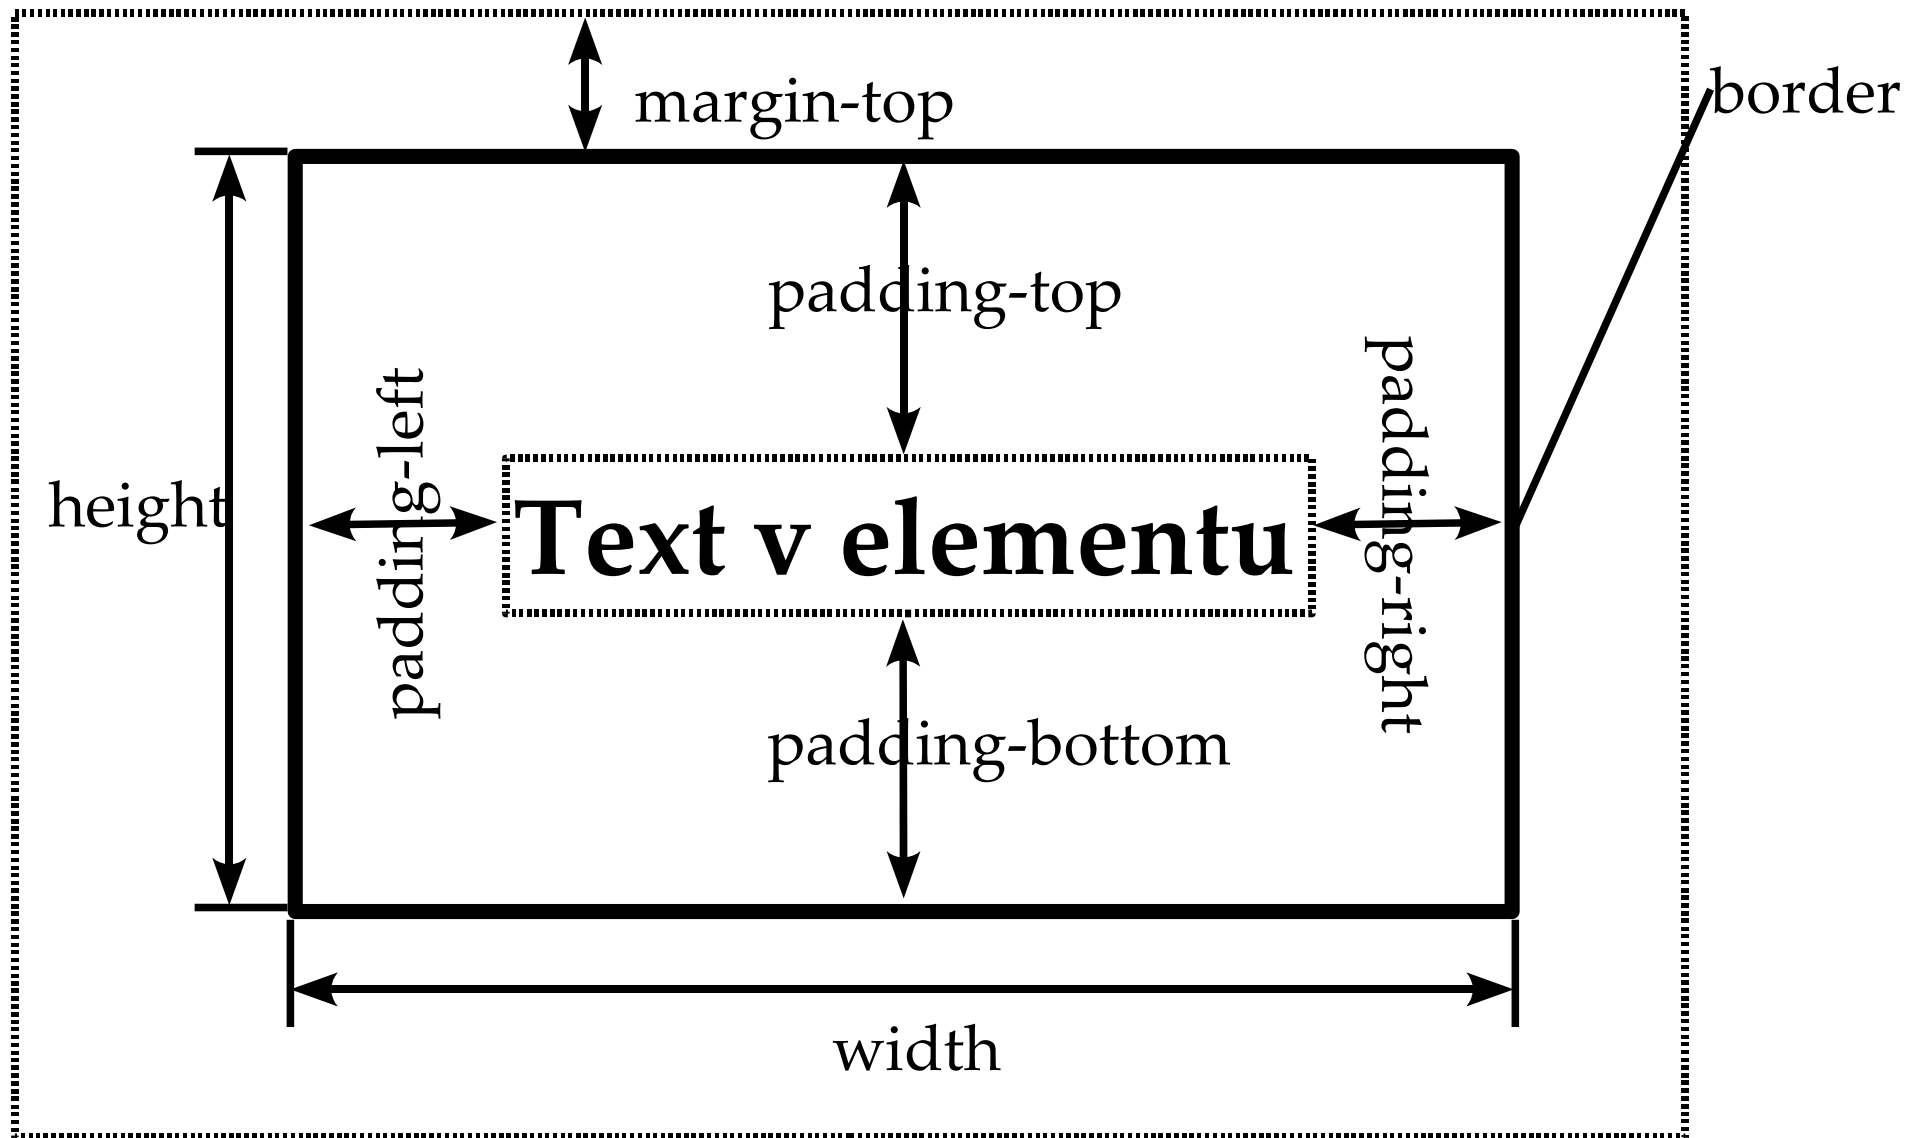 margin-top
border
padding-top
padding-left
padding-right
height
Text v elementu
padding-bottom
width